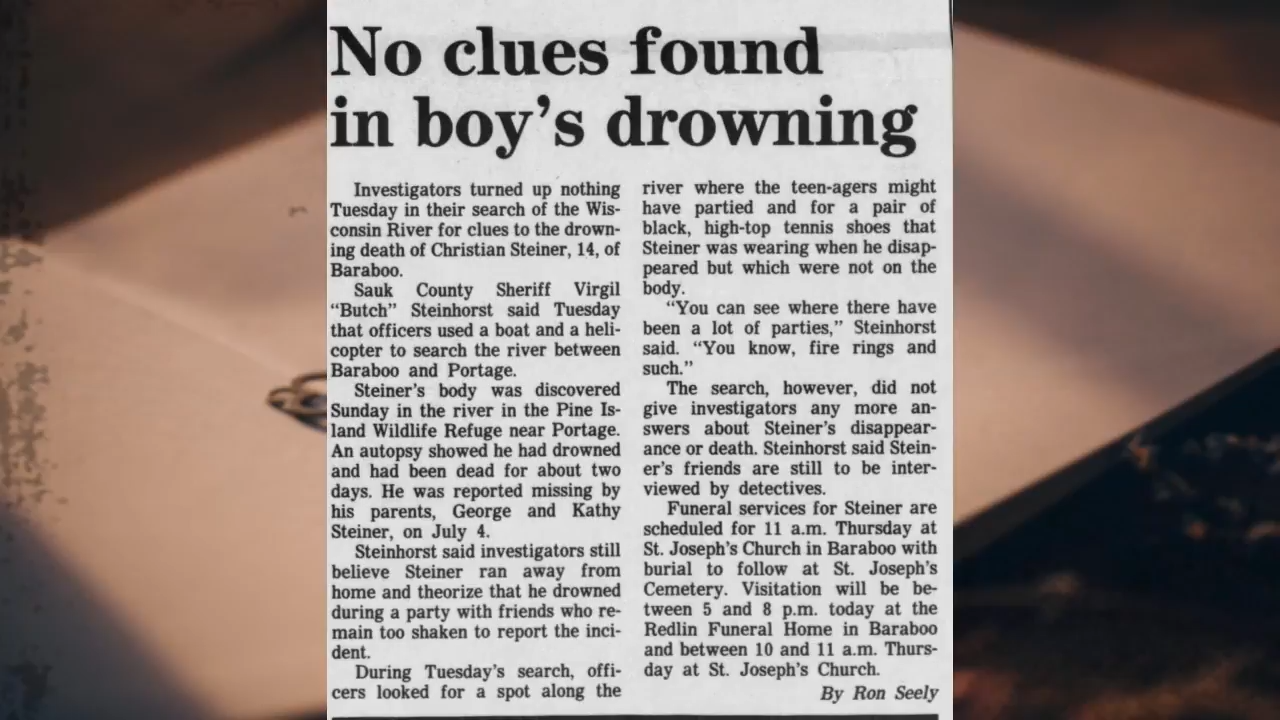 No clues found
in boy's drowning
Investigators turned up nothing
Tuesday in their search of the Wis-
consin River for clues to the drown-
ing death of Christian Steiner, 14, of
Baraboo.
Sauk County Sheriff Virgil
“Butch” Steinhorst said Tuesday
that officers used a boat and a heli-
copter to search the river between
Baraboo and Portage.
Steiner's body was discovered
Sunday in the river in the Pine Is-
land Wildlife Refuge near Portage.
An autopsy showed he had drowned
and had been dead for about two
days. He was reported missing by
his parents, George and Kathy
Steiner, on July 4.
Steinhorst said investigators still
believe Steiner ran away from
home and theorize that he drowned
during a party with friends who re-
main too shaken to report the inci-
dent.
During Tuesday's search, offi-
cers looked for a spot along the
river where the teen-agers might
have partied and for a pair of
black, high-top tennis shoes that
Steiner was wearing when he disap-
peared but which were not on the
body.
“You can see where there have
been a lot of parties,” Steinhorst
said. “You know, fire rings and
such.”
The search, however, did not
give investigators any more an-
swers about Steiner's disappear-
ance or death. Steinhorst said Stein-
er's friends are still to be inter-
viewed by detectives.
Funeral services for Steiner are
scheduled for 11 a.m. Thursday at
St. Joseph's Church in Baraboo with
burial to follow at St. Joseph's
Cemetery. Visitation will be be-
tween 5 and 8 p.m. today at the
Redlin Funeral Home in Baraboo
and between 10 and 11 a.m. Thurs-
day at St. Joseph's Church.
By Ron Seely